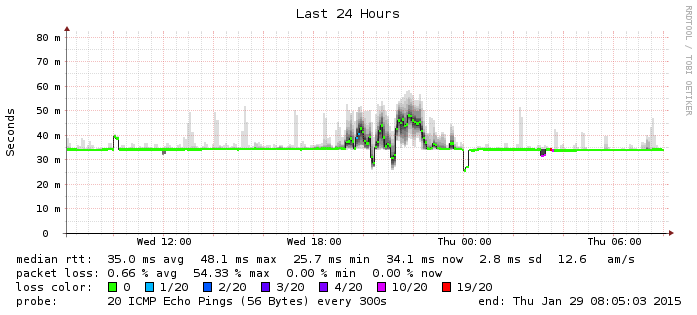 Last 24 Hours
RRDTOOL / TOBI OETIKER
Seconds
80 m
70 m
60 m
50 m
40 m
30 m
20 m
10 m
0
Wed 12:00 Wed 18:00 Thu 00:00 Thu 06:00
median rtt: 35.0 ms avg 48.1 ms max 25.7 ms min 34.1 ms now 2.8 ms sd 12.6 am/s
packet loss: 0.66 % avg 54.33 % max 0.00 % min 0.00 % now
loss color: 0 1/20 2/20 3/20 4/20 10/20 19/20
probe: 20 ICMP Echo Pings (56 Bytes) every 300s end: Thu Jan 29 08:05:03 2015